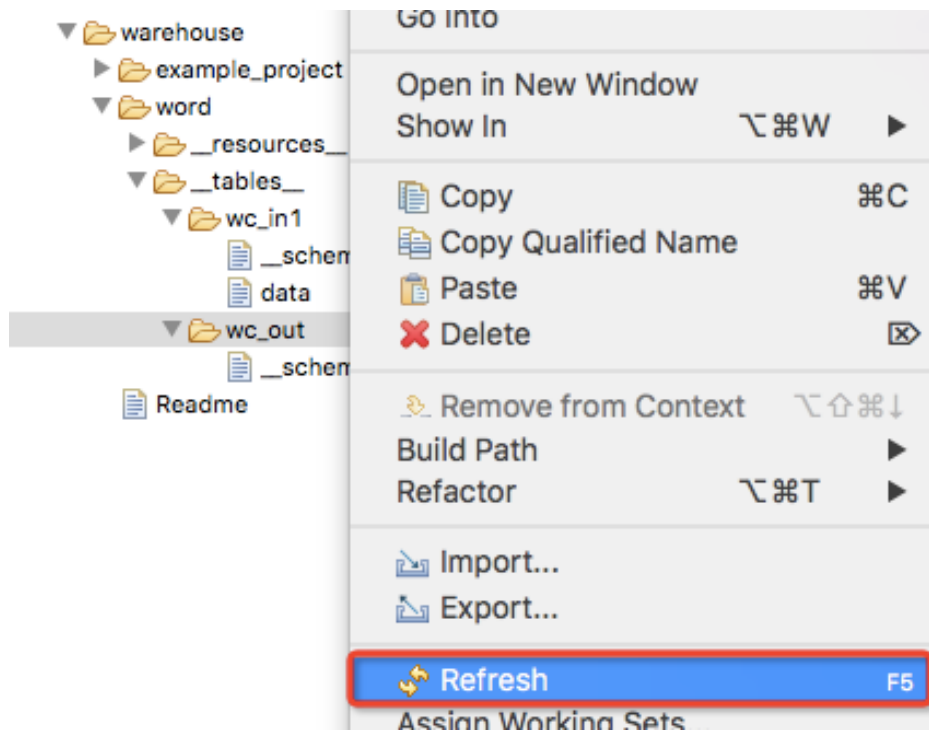 warehouse
example_project
word
__resources__
__tables__
wc_in1
__schem
data
wc_out
__schem
Readme
Go Into
Open in New Window
Show In ⌥⌘W ▶
Copy ⌘C
Copy Qualified Name
Paste ⌘V
Delete ⌦
Remove from Context ⌥⇧⌘↓
Build Path ▶
Refactor ⌥⌘T ▶
Import...
Export...
Refresh F5
Assign Working Sets...